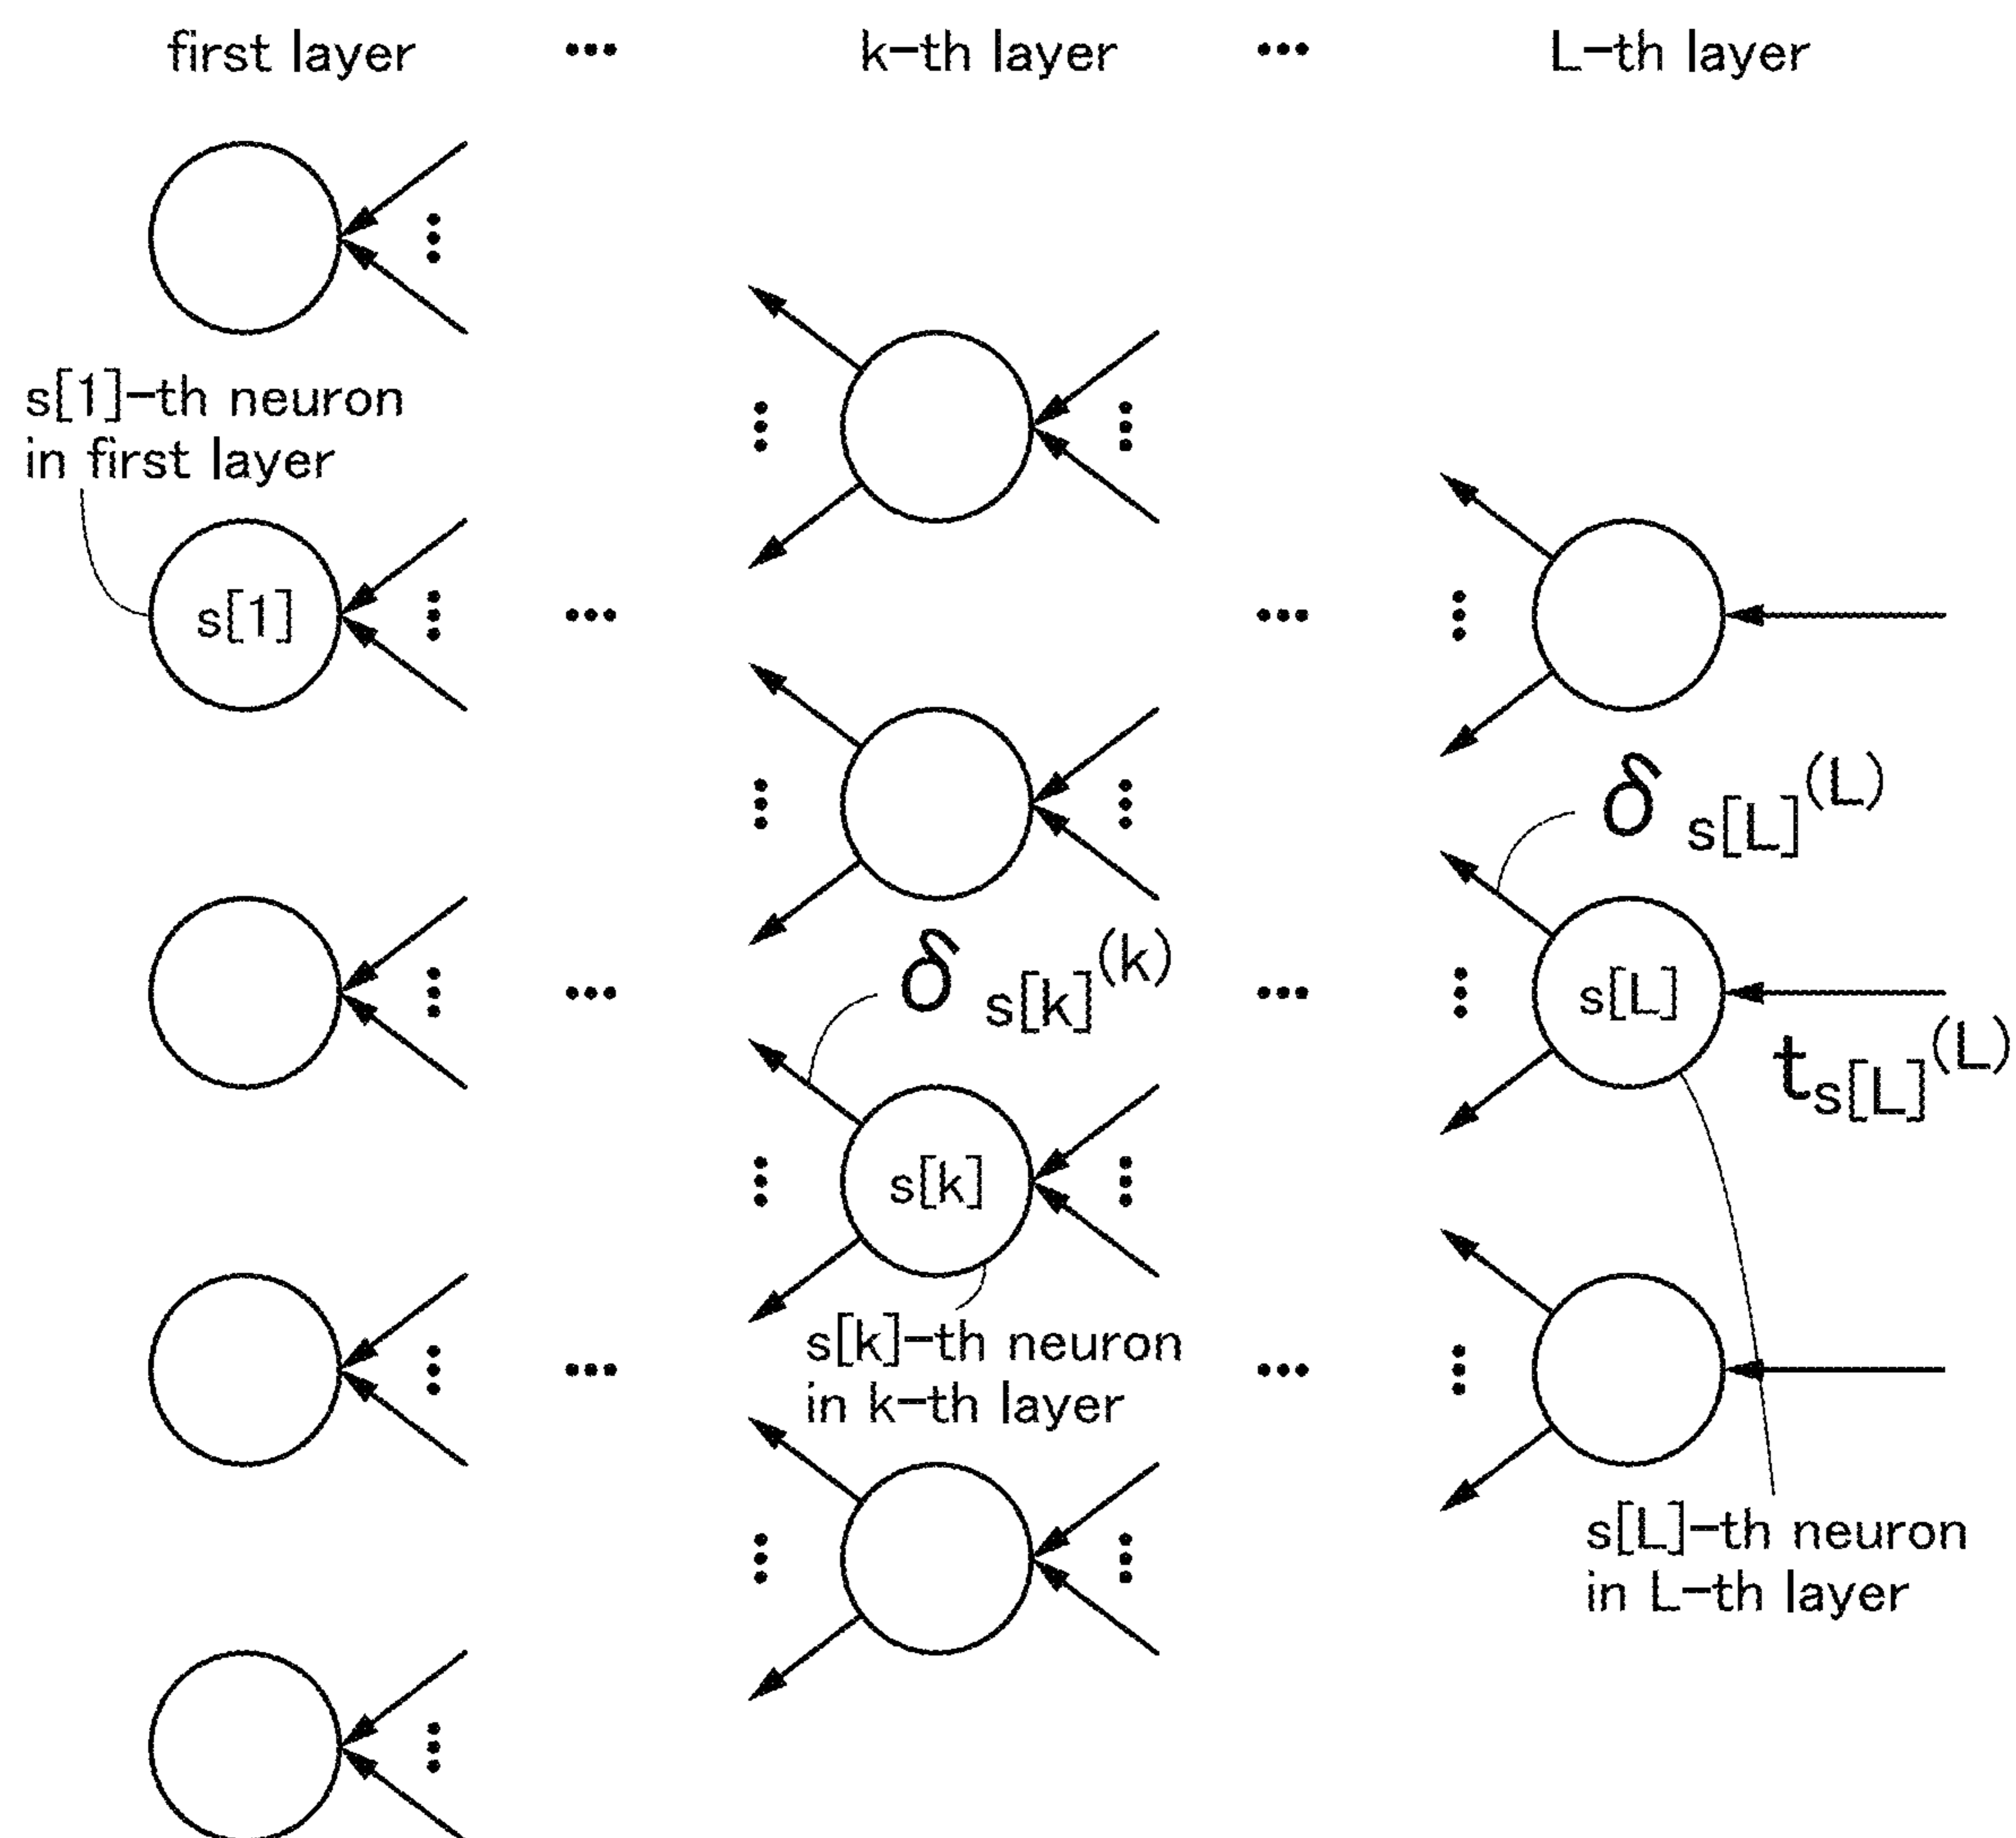 first layer ••• k-th layer ••• L-th layer
s[1]-th neuron
in first layer
s[1]
δ s[L]^(L)
δ s[k]^(k)
s[L]
t s[L]^(L)
s[k]
s[k]-th neuron
in k-th layer
s[L]-th neuron
in L-th layer